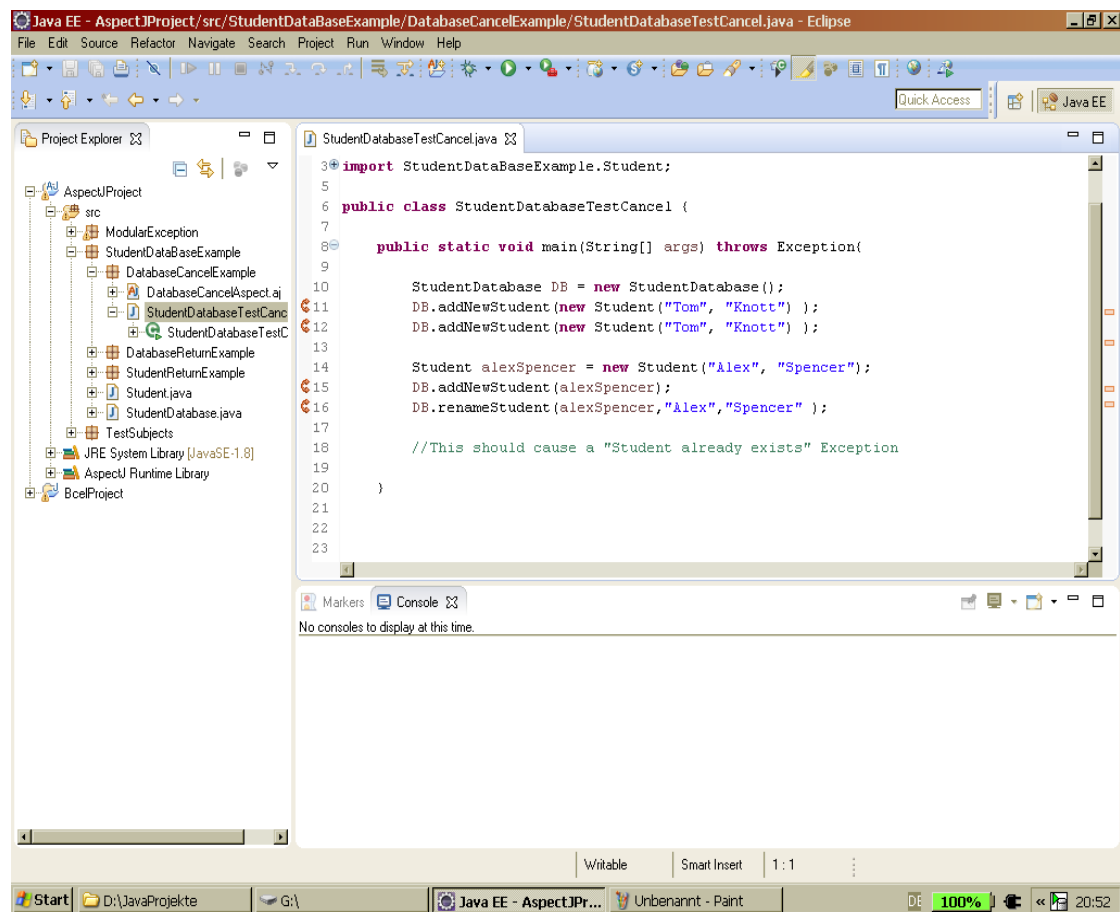 Java EE - AspectJProject/src/StudentDataBaseExample/DatabaseCancelExample/StudentDatabaseTestCancel.java - Eclipse
File Edit Source Refactor Navigate Search Project Run Window Help
Quick Access
Java EE
Project Explorer
AspectJProject
src
ModularException
StudentDataBaseExample
DatabaseCancelExample
DatabaseCancelAspect.aj
StudentDatabaseTestCanc
StudentDatabaseTestC
DatabaseReturnExample
StudentReturnExample
Student.java
StudentDatabase.java
TestSubjects
JRE System Library [JavaSE-1.8]
AspectJ Runtime Library
BcelProject
StudentDatabaseTestCancel.java
3 import StudentDataBaseExample.Student;
5
6 public class StudentDatabaseTestCancel {
7
8 public static void main(String[] args) throws Exception{
9
10 StudentDatabase DB = new StudentDatabase();
11 DB.addNewStudent(new Student("Tom", "Knott") );
12 DB.addNewStudent(new Student("Tom", "Knott") );
13
14 Student alexSpencer = new Student("Alex", "Spencer");
15 DB.addNewStudent(alexSpencer);
16 DB.renameStudent(alexSpencer,"Alex","Spencer" );
17
18 //This should cause a "Student already exists" Exception
19
20 }
21
22
23
Markers Console
No consoles to display at this time.
Writable Smart Insert 1 : 1
Start D:\JavaProjekte G:\ Java EE - AspectJPr... Unbenannt - Paint DE 100% « 20:52